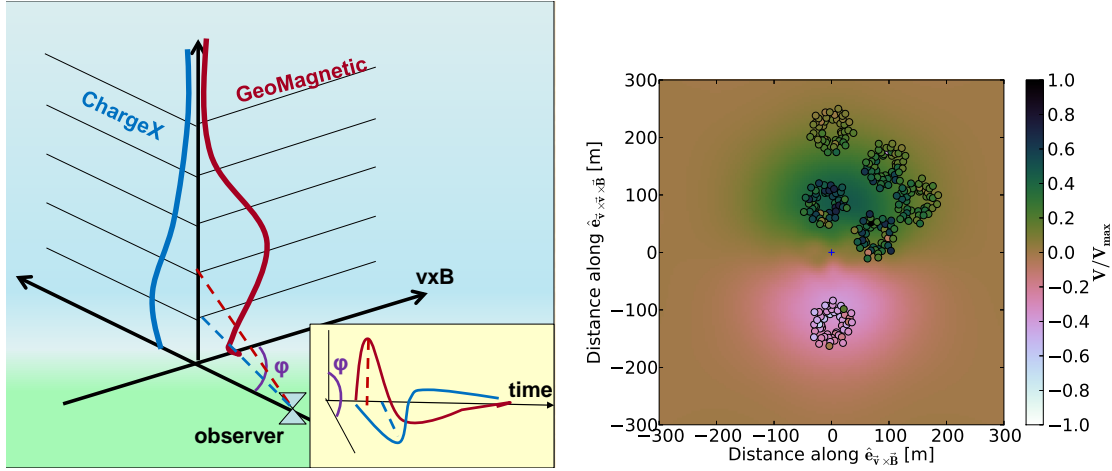 ChargeX
GeoMagnetic
vxB
φ
observer
φ
time
300
200
100
0
−100
−200
−300
−300
−200
−100
0
100
200
300
Distance along ê_{v⃗×v⃗×B⃗} [m]
Distance along ê_{v⃗×B⃗} [m]
1.0
0.8
0.6
0.4
0.2
0.0
−0.2
−0.4
−0.6
−0.8
−1.0
V/V_max